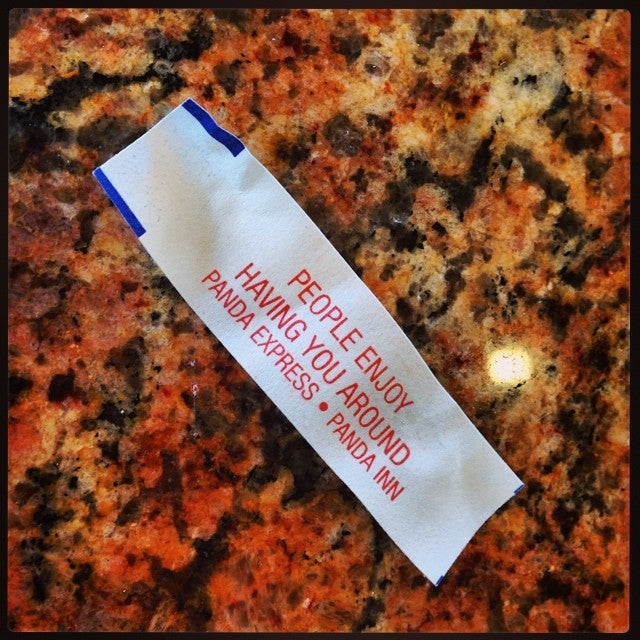 PEOPLE ENJOY
HAVING YOU AROUND
PANDA EXPRESS • PANDA INN